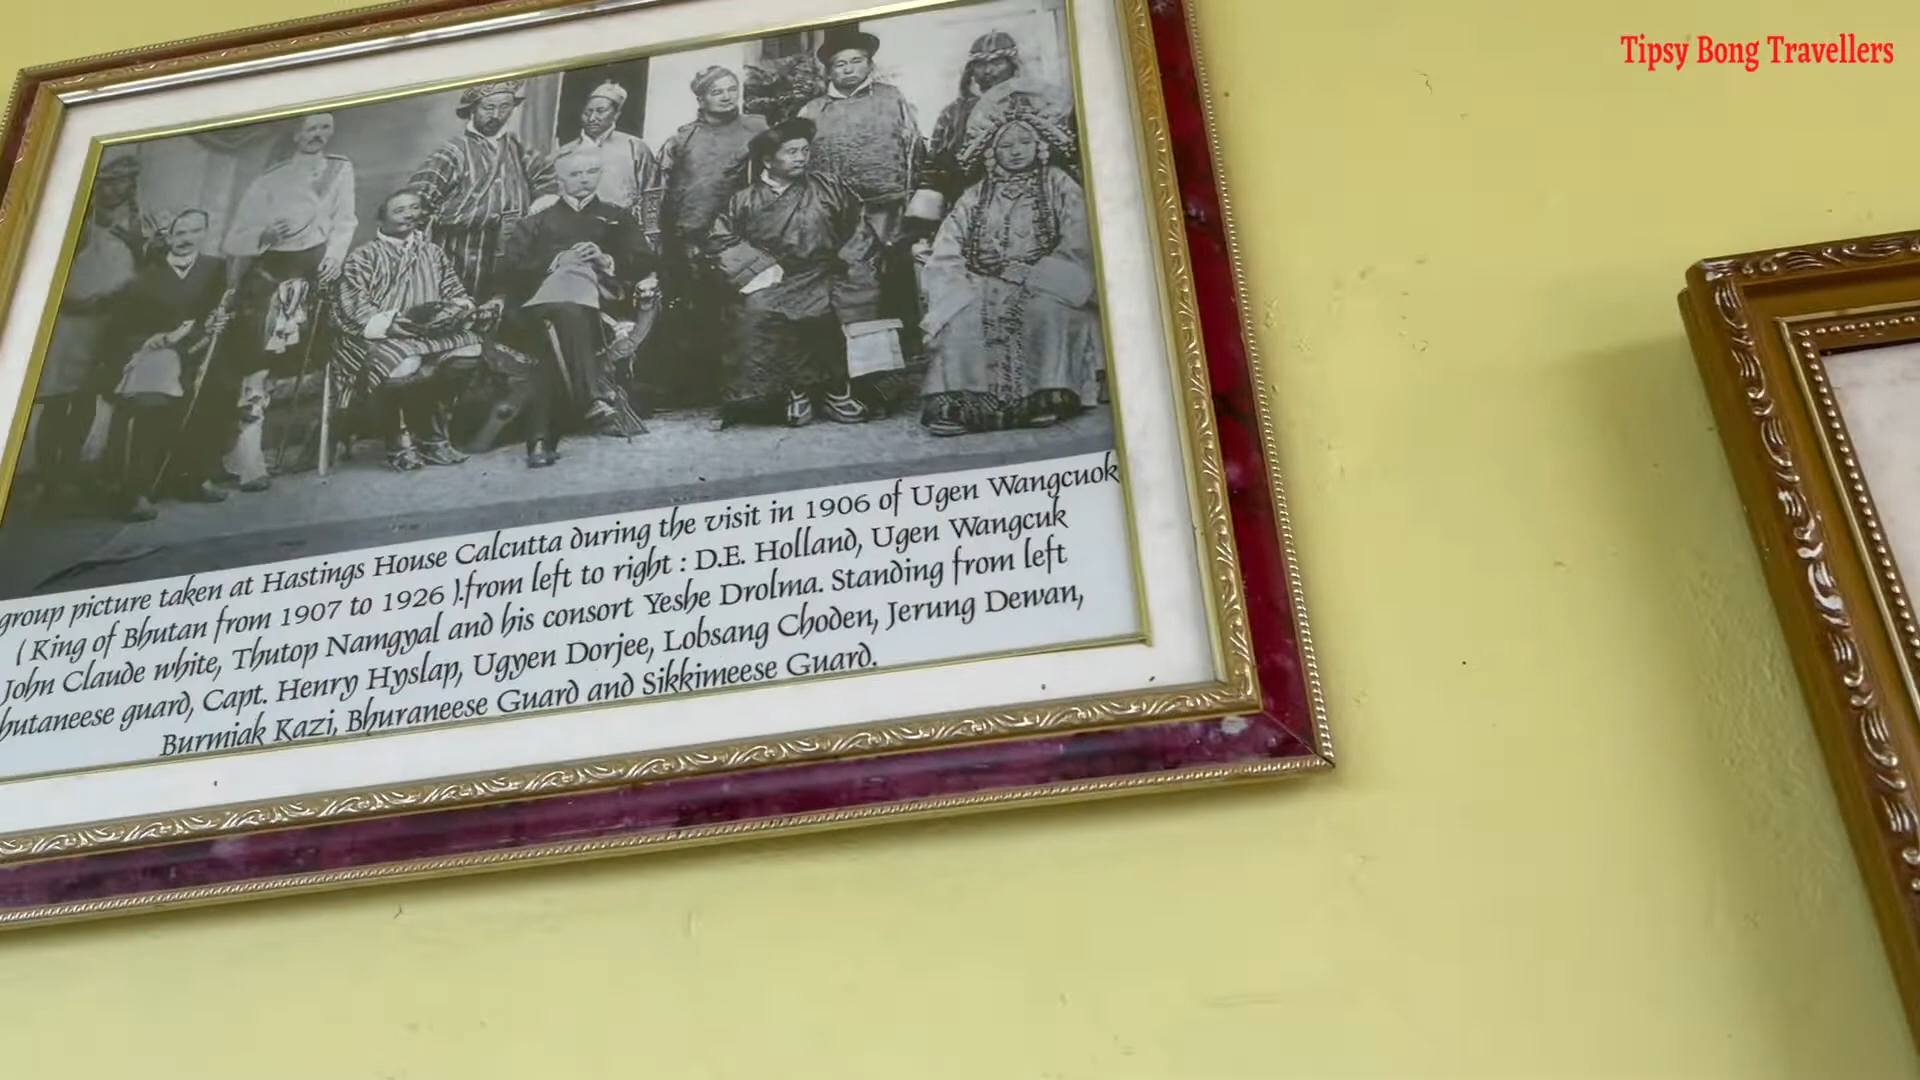 Tipsy Bong Travellers
group picture taken at Hastings House Calcutta during the visit in 1906 of Ugen Wangcuok
( King of Bhutan from 1907 to 1926 ).from left to right : D.E. Holland, Ugen Wangcuk
John Claude white, Thutop Namgyal and his consort Yeshe Drolma. Standing from left
hutaneese guard, Capt. Henry Hyslap, Ugyen Dorjee, Lobsang Choden, Jerung Dewan,
Burmiak Kazi, Bhuraneese Guard and Sikkimeese Guard.